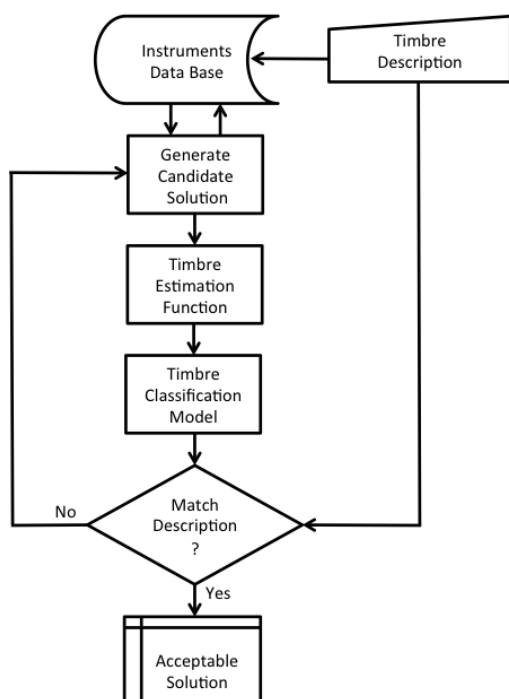 Instruments
Data Base
Timbre
Description
Generate
Candidate
Solution
Timbre
Estimation
Function
Timbre
Classification
Model
No
Match
Description
?
Yes
Acceptable
Solution